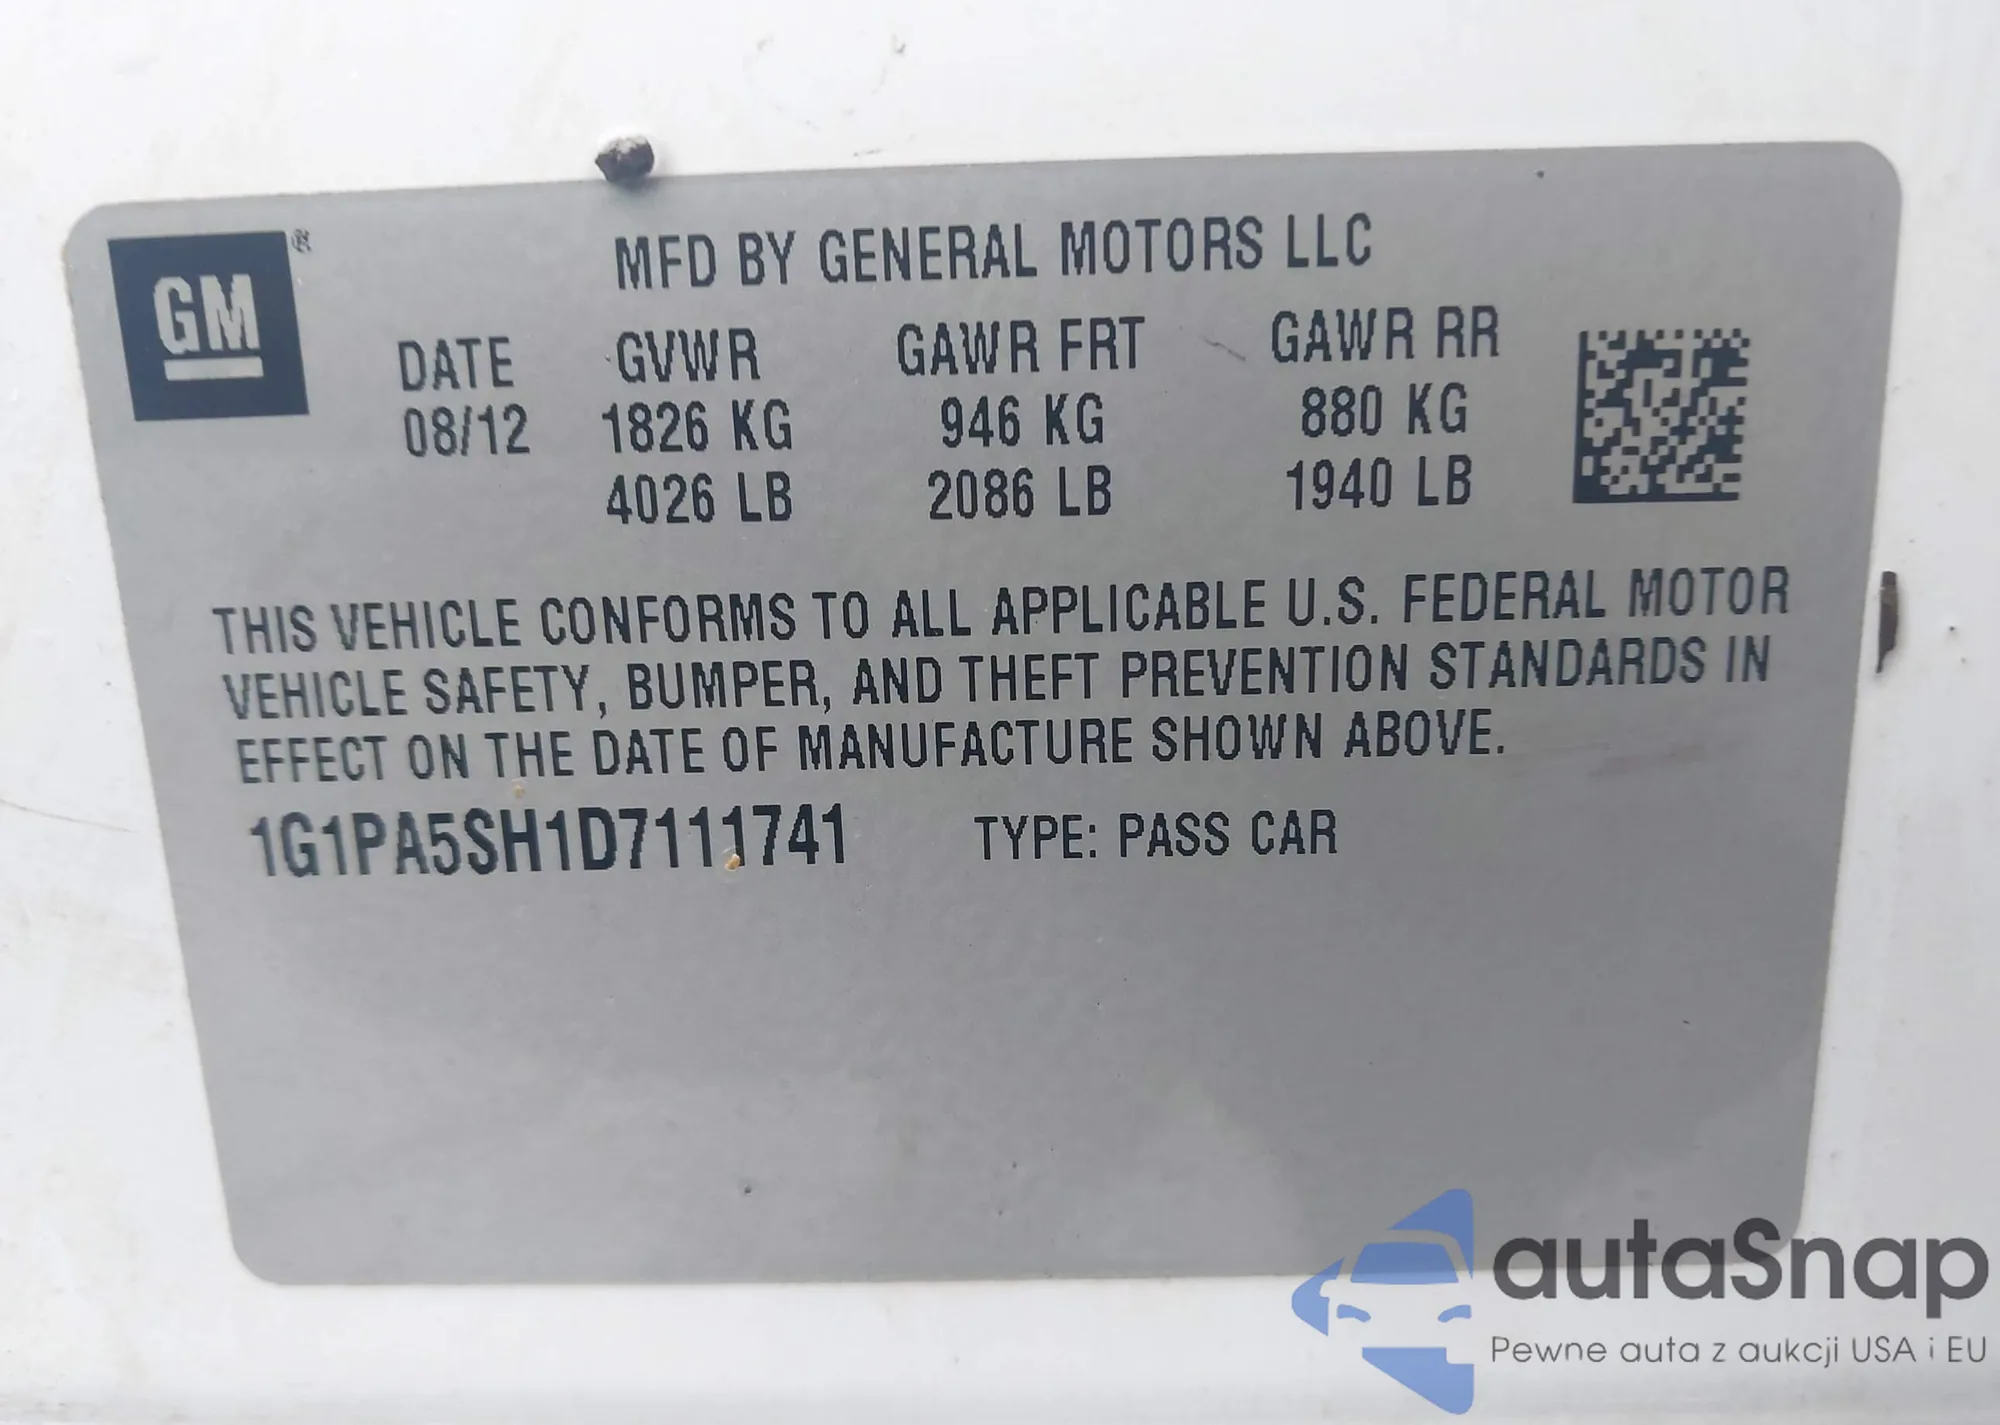 GM ®
MFD BY GENERAL MOTORS LLC
DATE GVWR GAWR FRT GAWR RR
08/12 1826 KG 946 KG 880 KG
4026 LB 2086 LB 1940 LB
THIS VEHICLE CONFORMS TO ALL APPLICABLE U.S. FEDERAL MOTOR
VEHICLE SAFETY, BUMPER, AND THEFT PREVENTION STANDARDS IN
EFFECT ON THE DATE OF MANUFACTURE SHOWN ABOVE.
1G1PA5SH1D7111741 TYPE: PASS CAR
autaSnap
Pewne auta z aukcji USA i EU